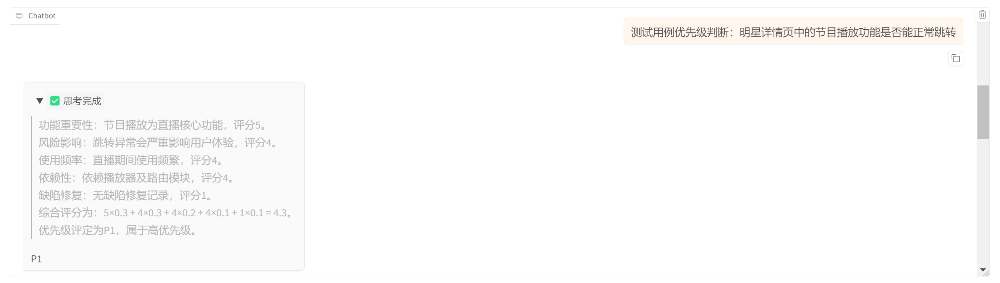 Chatbot
测试用例优先级判断：明星详情页中的节目播放功能是否能正常跳转
思考完成
功能重要性：节目播放为直播核心功能，评分5。
风险影响：跳转异常会严重影响用户体验，评分4。
使用频率：直播期间使用频繁，评分4。
依赖性：依赖播放器及路由模块，评分4。
缺陷修复：无缺陷修复记录，评分1。
综合评分为：5×0.3 + 4×0.3 + 4×0.2 + 4×0.1 + 1×0.1 = 4.3。
优先级评定为P1，属于高优先级。
P1